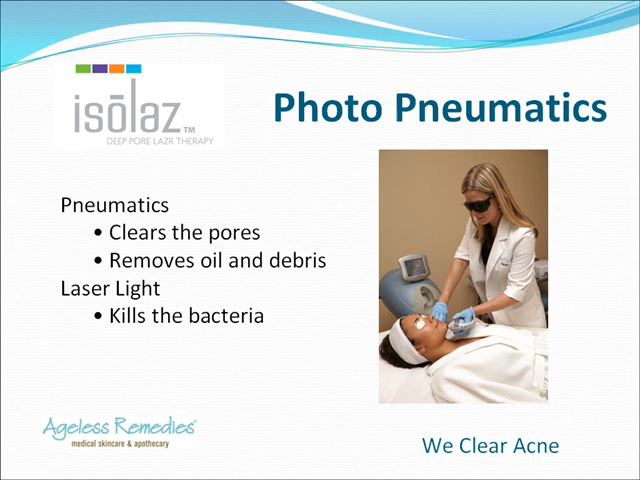 isōlaz™
DEEP PORE LAZR THERAPY
Photo Pneumatics
Pneumatics
• Clears the pores
• Removes oil and debris
Laser Light
• Kills the bacteria
Ageless Remedies®
medical skincare & apothecary
We Clear Acne